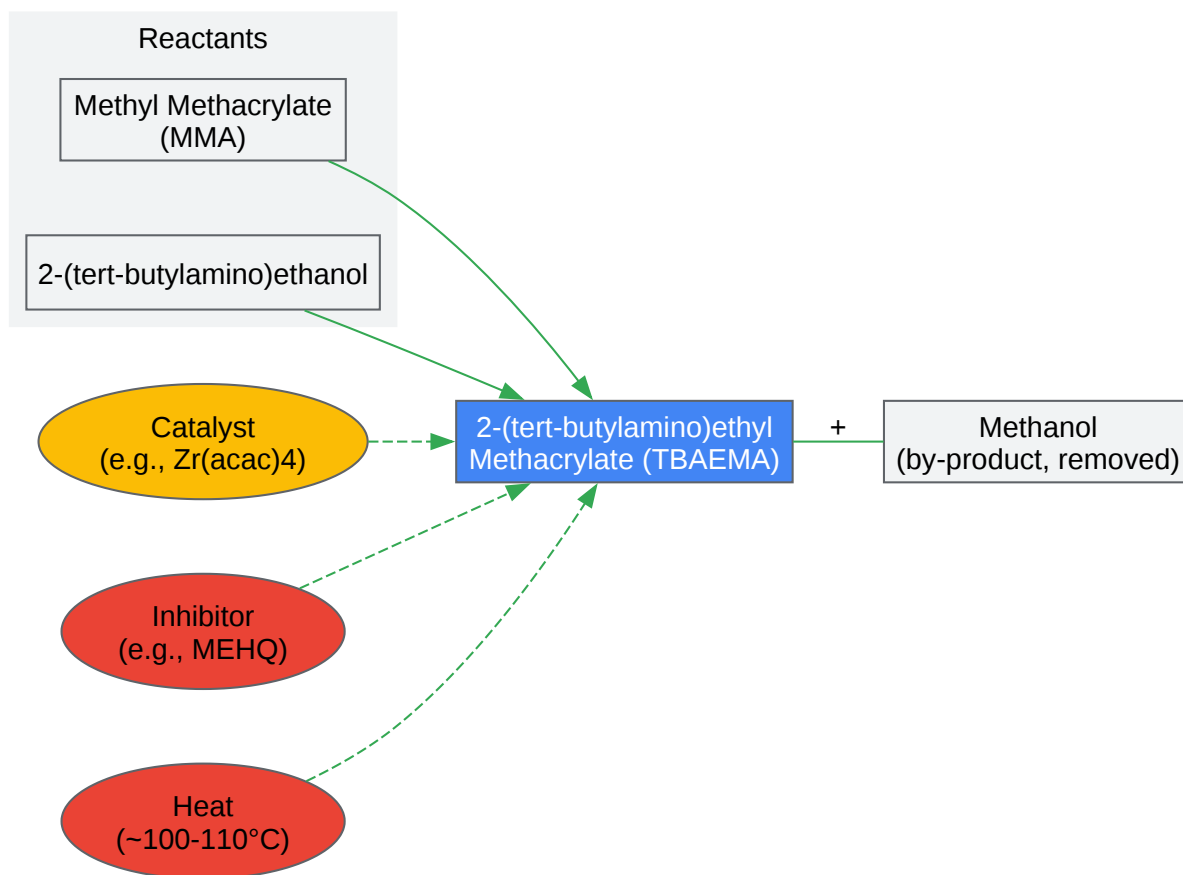 Reactants
Methyl Methacrylate
(MMA)
2-(tert-butylamino)ethanol
Catalyst
(e.g., Zr(acac)4)
2-(tert-butylamino)ethyl
Methacrylate (TBAEMA)
+
Methanol
(by-product, removed)
Inhibitor
(e.g., MEHQ)
Heat
(~100-110°C)